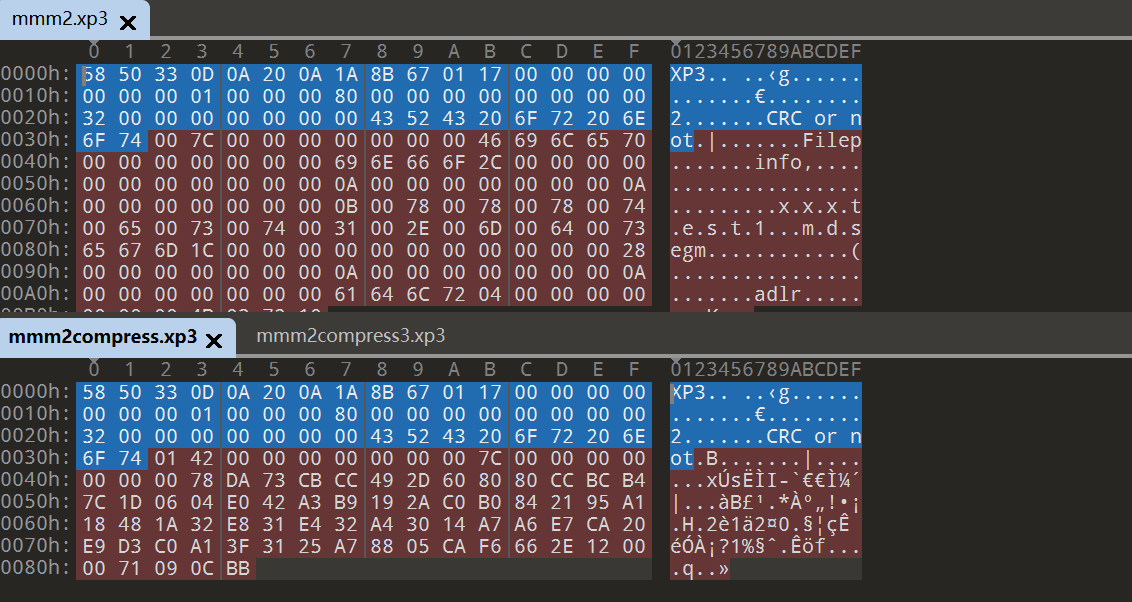 mmm2.xp3
0 1 2 3 4 5 6 7 8 9 A B C D E F 0123456789ABCDEF
0000h: 58 50 33 0D 0A 20 0A 1A 8B 67 01 17 00 00 00 00 XP3.. ..‹g......
0010h: 00 00 00 01 00 00 00 80 00 00 00 00 00 00 00 00 .......€........
0020h: 32 00 00 00 00 00 00 00 43 52 43 20 6F 72 20 6E 2.......CRC or n
0030h: 6F 74 00 7C 00 00 00 00 00 00 00 46 69 6C 65 70 ot.|.......Filep
0040h: 00 00 00 00 00 00 00 69 6E 66 6F 2C 00 00 00 00 .......info,....
0050h: 00 00 00 00 00 00 00 0A 00 00 00 00 00 00 00 0A ................
0060h: 00 00 00 00 00 00 00 0B 00 78 00 78 00 78 00 74 .........x.x.x.t
0070h: 00 65 00 73 00 74 00 31 00 2E 00 6D 00 64 00 73 .e.s.t.1...m.d.s
0080h: 65 67 6D 1C 00 00 00 00 00 00 00 00 00 00 00 28 egm............(
0090h: 00 00 00 00 00 00 00 0A 00 00 00 00 00 00 00 0A ................
00A0h: 00 00 00 00 00 00 00 61 64 6C 72 04 00 00 00 00 .......adlr.....
mmm2compress.xp3 mmm2compress3.xp3
0 1 2 3 4 5 6 7 8 9 A B C D E F 0123456789ABCDEF
0000h: 58 50 33 0D 0A 20 0A 1A 8B 67 01 17 00 00 00 00 XP3.. ..‹g......
0010h: 00 00 00 01 00 00 00 80 00 00 00 00 00 00 00 00 .......€........
0020h: 32 00 00 00 00 00 00 00 43 52 43 20 6F 72 20 6E 2.......CRC or n
0030h: 6F 74 01 42 00 00 00 00 00 00 00 7C 00 00 00 00 ot.B.......|....
0040h: 00 00 00 78 DA 73 CB CC 49 2D 60 80 80 CC BC B4 ...xÚsËÌI-`€€Ì¼´
0050h: 7C 1D 06 04 E0 42 A3 B9 19 2A C0 B0 84 21 95 A1 |...àB£¹.*À°„!•¡
0060h: 18 48 1A 32 E8 31 E4 32 A4 30 14 A7 A6 E7 CA 20 .H.2è1ä2¤0.§¦çÊ
0070h: E9 D3 C0 A1 3F 31 25 A7 88 05 CA F6 66 2E 12 00 éÓÀ¡?1%§ˆ.Êöf...
0080h: 00 71 09 0C BB .q..»